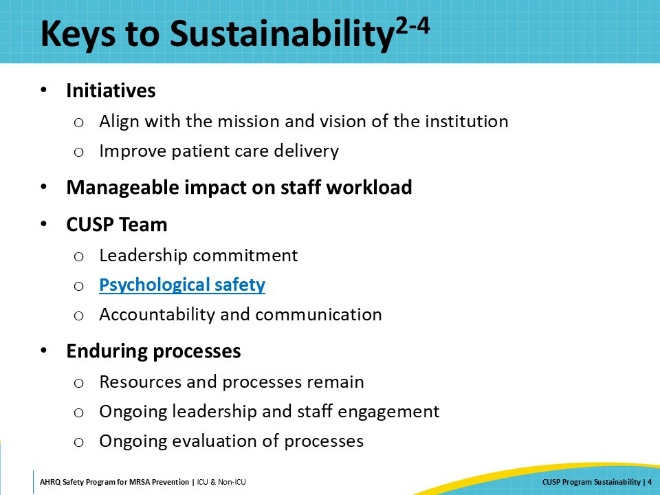 Keys to Sustainability2-4
• Initiatives
o Align with the mission and vision of the institution
o Improve patient care delivery
• Manageable impact on staff workload
• CUSP Team
o Leadership commitment
o Psychological safety
o Accountability and communication
• Enduring processes
o Resources and processes remain
o Ongoing leadership and staff engagement
o Ongoing evaluation of processes
AHRQ Safety Program for MRSA Prevention | ICU & Non-ICU
CUSP Program Sustainability | 4